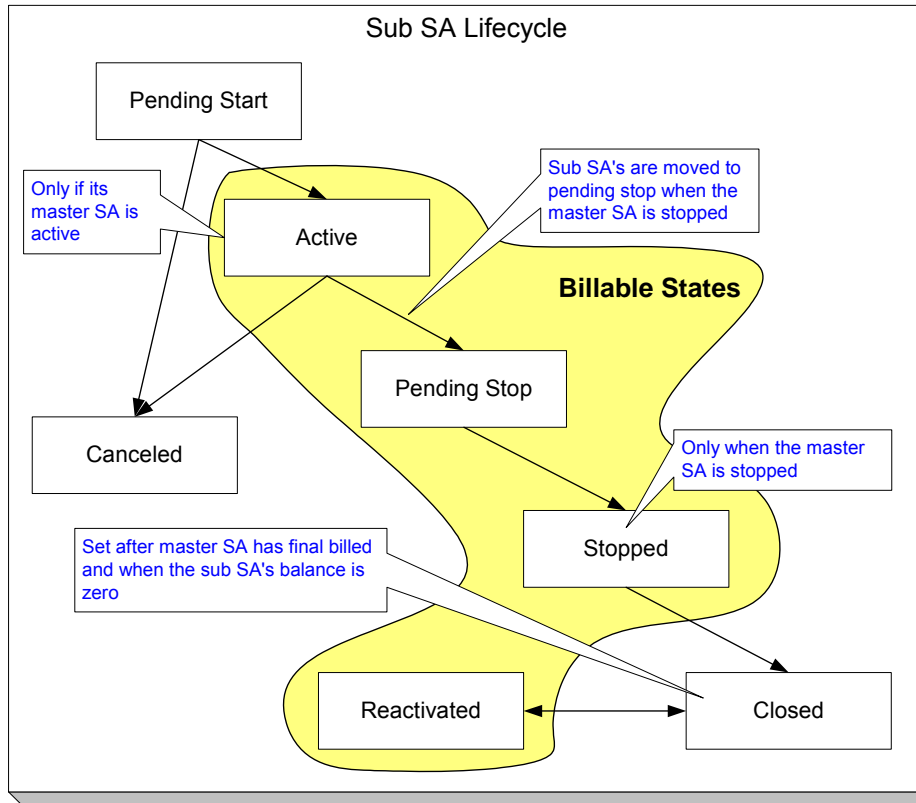 Sub SA Lifecycle
Pending Start
Only if its
master SA is
active
Sub SA's are moved to
pending stop when the
master SA is stopped
Active
Billable States
Pending Stop
Canceled
Only when the master
SA is stopped
Stopped
Set after master SA has final billed
and when the sub SA's balance is
zero
Reactivated
Closed